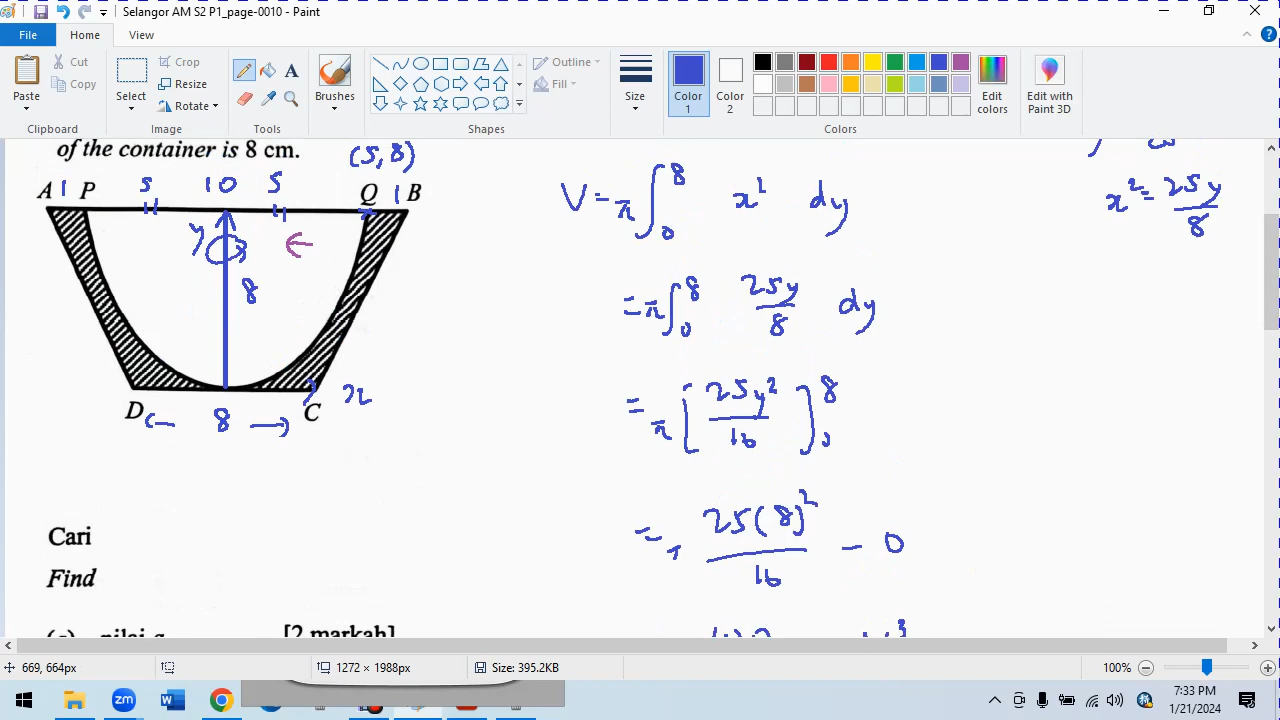 Selangor AM S2 P1_page-0010 - Paint
File Home View
Paste Cut Copy
Select Crop Resize Rotate
Brushes
Size
Outline
Fill
Color 1
Color 2
Edit colors
Edit with Paint 3D
Clipboard Image Tools Shapes Colors
of the container is 8 cm.
(5, 8)
A 1 P 5 10 5 Q 1 B
y
8
D 8 C x
V = π ∫₀⁸ x² dy
x² = 25y/8
= π ∫₀⁸ 25y/8 dy
= π [25y²/16]₀⁸
= π 25(8)²/16 - 0
Cari
Find
[2 markah]
669, 664px
1272 × 1988px
Size: 395.2KB
100%
zm
W
7:33 PM
1/21/2024